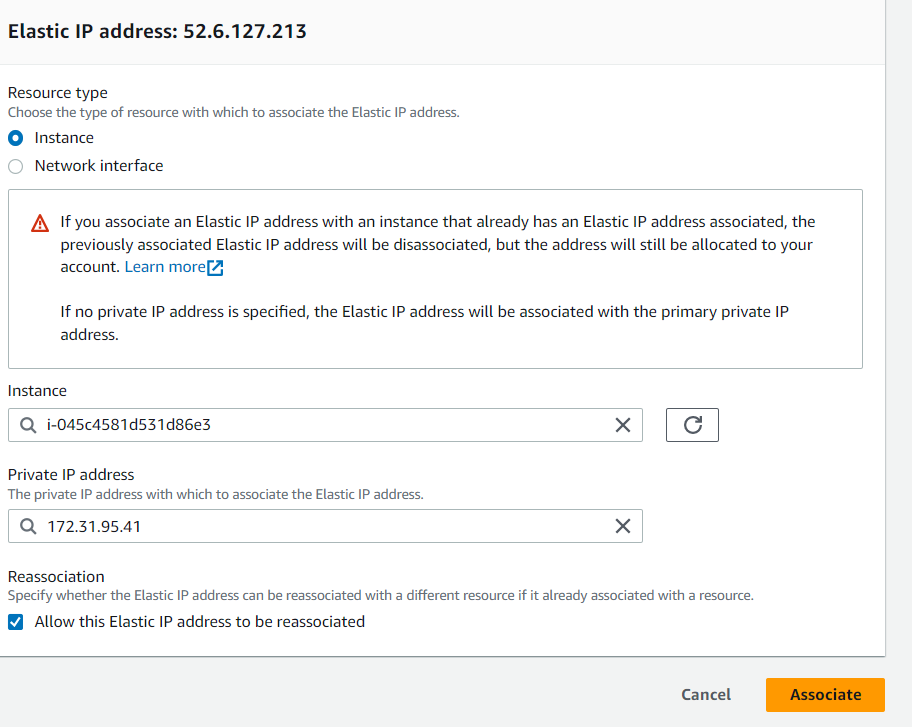 Elastic IP address: 52.6.127.213
Resource type
Choose the type of resource with which to associate the Elastic IP address.
Instance
Network interface
If you associate an Elastic IP address with an instance that already has an Elastic IP address associated, the
previously associated Elastic IP address will be disassociated, but the address will still be allocated to your
account. Learn more
If no private IP address is specified, the Elastic IP address will be associated with the primary private IP
address.
Instance
i-045c4581d531d86e3
Private IP address
The private IP address with which to associate the Elastic IP address.
172.31.95.41
Reassociation
Specify whether the Elastic IP address can be reassociated with a different resource if it already associated with a resource.
Allow this Elastic IP address to be reassociated
Cancel
Associate